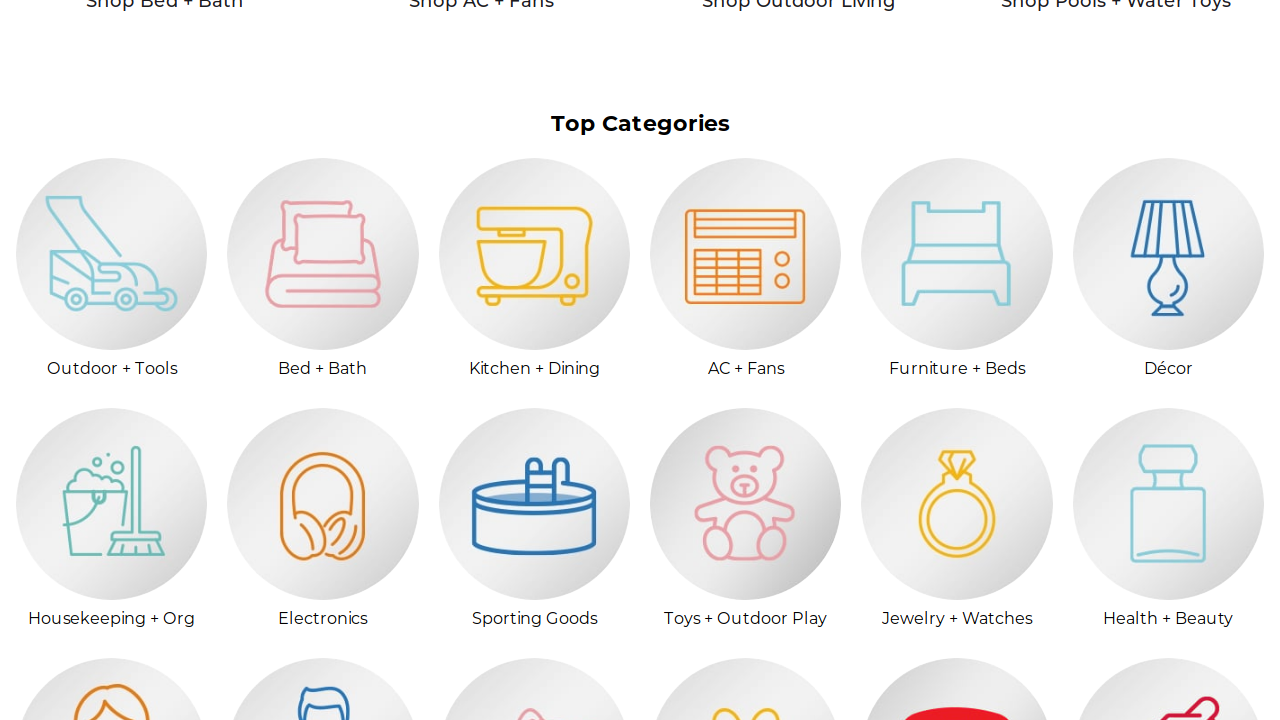 Shop Bed + Bath
Shop AC + Fans
Shop Outdoor Living
Shop Pools + Water Toys
Top Categories
Outdoor + Tools
Bed + Bath
Kitchen + Dining
AC + Fans
Furniture + Beds
Décor
Housekeeping + Org
Electronics
Sporting Goods
Toys + Outdoor Play
Jewelry + Watches
Health + Beauty